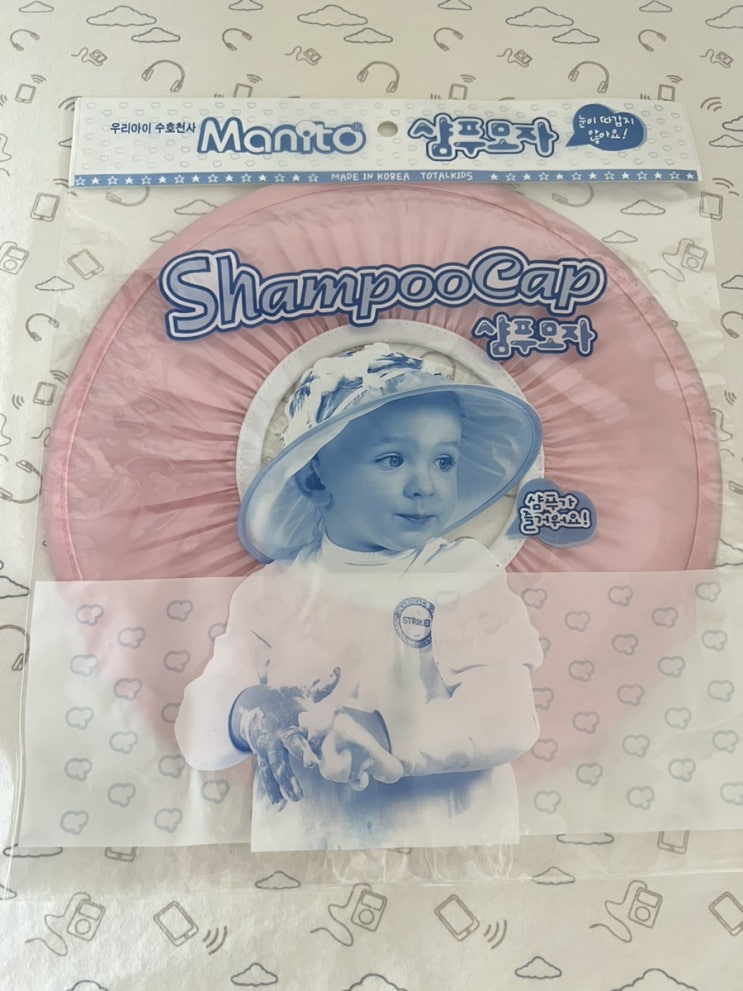 우리아이 수호천사 Manito® 샴푸모자
눈이 따갑지
않아요!
MADE IN KOREA TOTALKIDS
ShampooCap
샴푸모자
샴푸가
즐거워요!
STRIKE